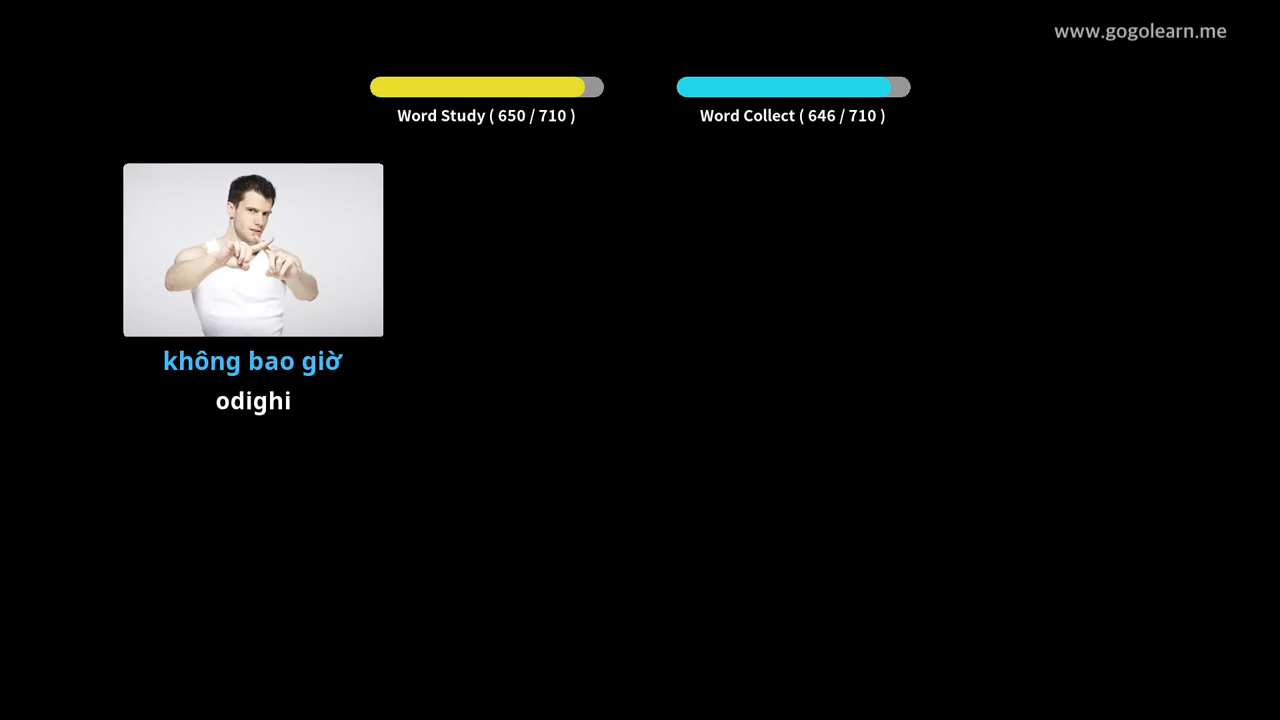 www.gogolearn.me
Word Study ( 650 / 710 )
Word Collect ( 646 / 710 )
không bao giờ
odighi